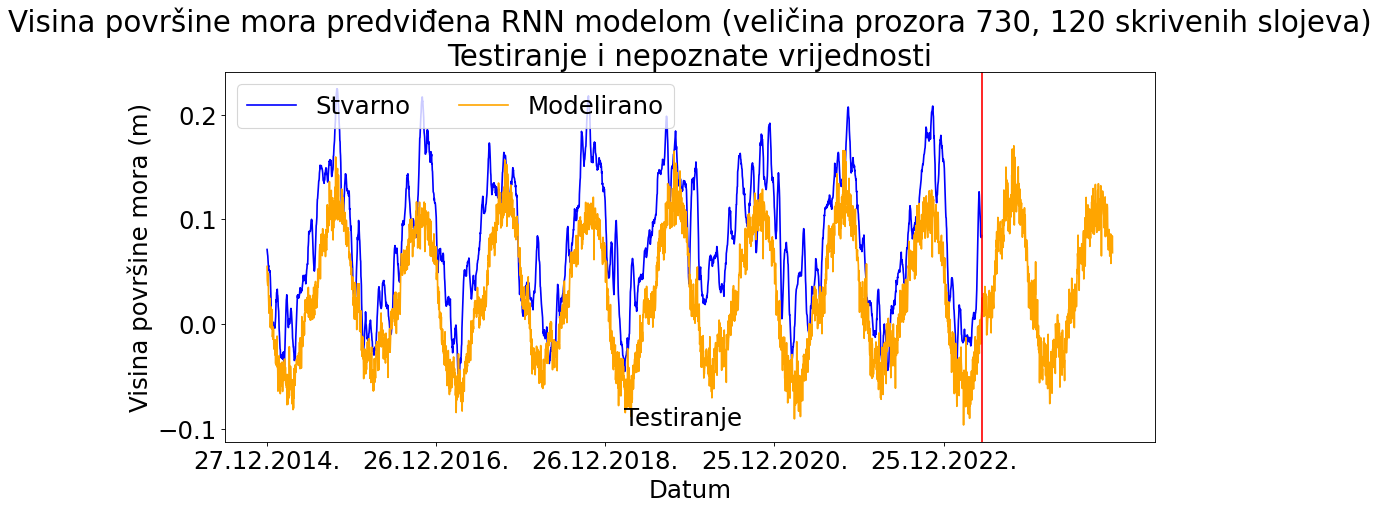 Visina površine mora predviđena RNN modelom (veličina prozora 730, 120 skrivenih slojeva)
Testiranje i nepoznate vrijednosti
Stvarno Modelirano
Visina površine mora (m)
0.2
0.1
0.0
−0.1
Testiranje
27.12.2014. 26.12.2016. 26.12.2018. 25.12.2020. 25.12.2022.
Datum